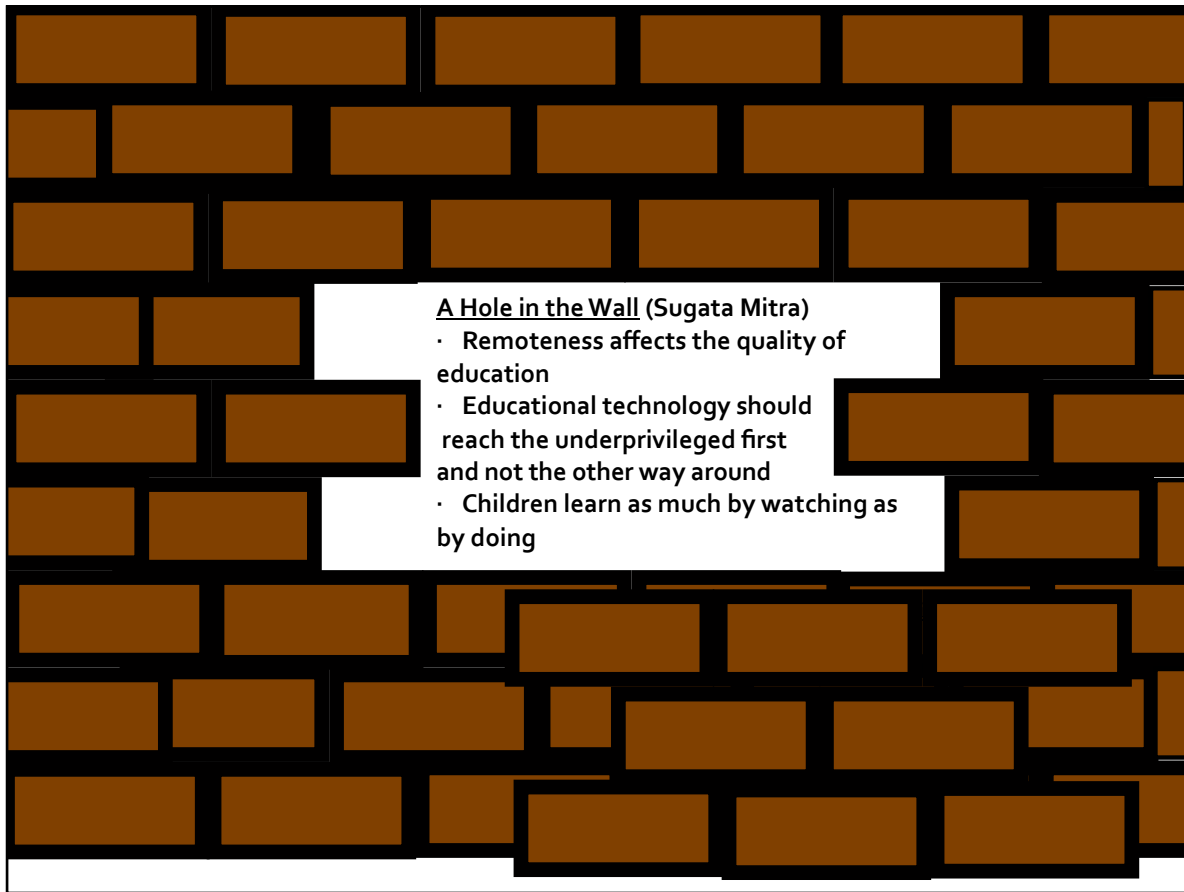 A Hole in the Wall (Sugata Mitra)
· Remoteness affects the quality of
education
· Educational technology should
reach the underprivileged first
and not the other way around
· Children learn as much by watching as
by doing